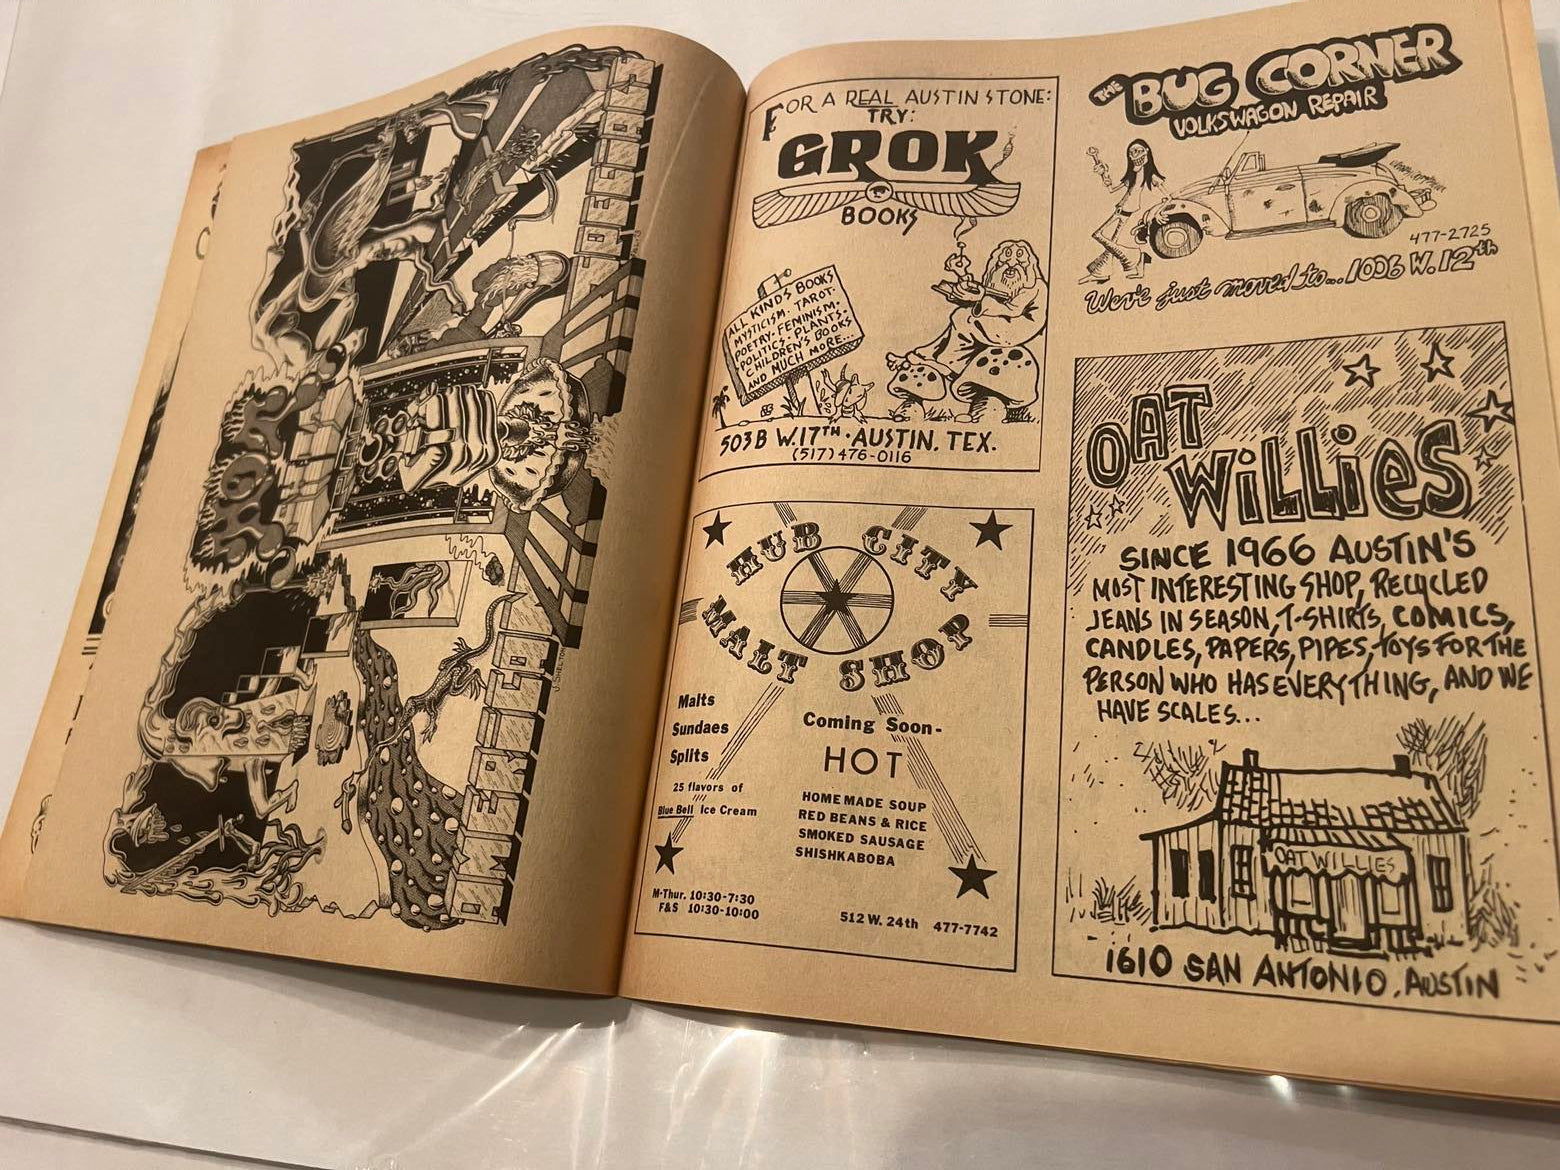 J. SHELTON
FOR A REAL AUSTIN STONE:
TRY:
GROK
BOOKS
ALL KINDS BOOKS
MYSTICISM. TAROT.
POETRY. FEMINISM.
POLITICS. PLANTS.
CHILDREN'S BOOKS
AND MUCH MORE...
503B W. 17TH · AUSTIN, TEX.
(517) 476-0116
HUB CITY
MALT SHOP
Malts
Sundaes
Splits
25 flavors of
Blue Bell Ice Cream
Coming Soon-
HOT
HOME MADE SOUP
RED BEANS & RICE
SMOKED SAUSAGE
SHISHKABOBA
M-Thur. 10:30-7:30
F&S 10:30-10:00
512 W. 24th 477-7742
THE BUG CORNER
VOLKSWAGON REPAIR
477-2725
We've just moved to... 1006 W. 12th
OAT
WILLIES
SINCE 1966 AUSTIN'S
MOST INTERESTING SHOP, RECYCLED
JEANS IN SEASON, T-SHIRTS, COMICS,
CANDLES, PAPERS, PIPES, TOYS FOR THE
PERSON WHO HAS EVERYTHING, AND WE
HAVE SCALES...
OAT WILLIES
1610 SAN ANTONIO, AUSTIN